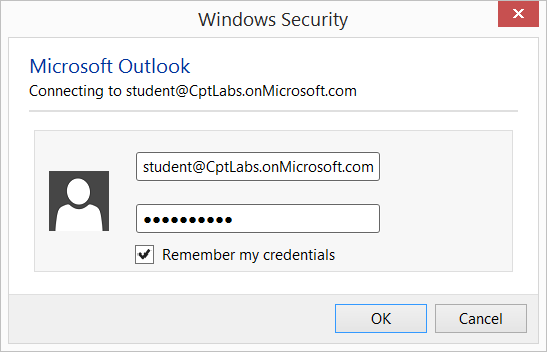 Windows Security
Microsoft Outlook
Connecting to student@CptLabs.onMicrosoft.com
student@CptLabs.onMicrosoft.com
●●●●●●●●●●
Remember my credentials
OK
Cancel